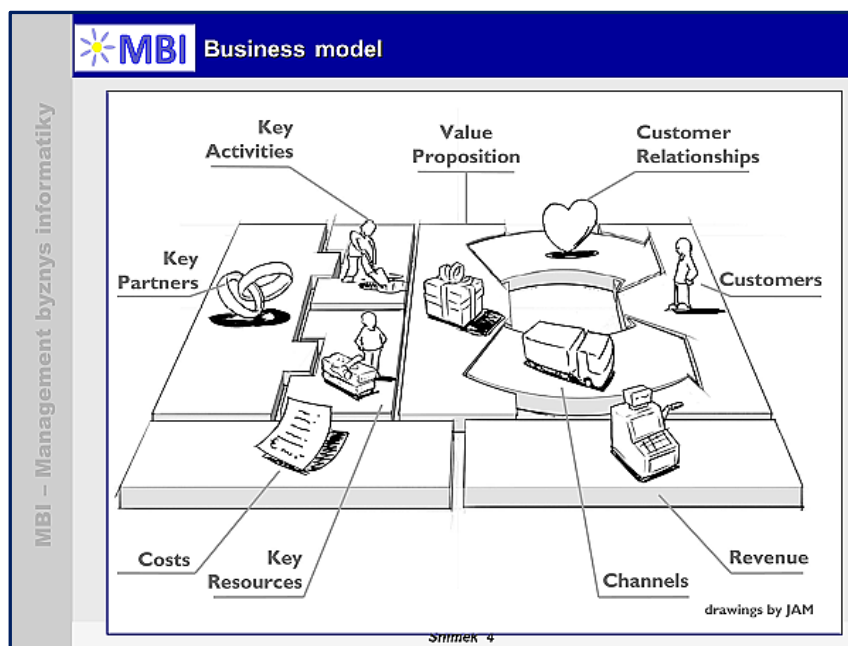 MBI
Business model
MBI – Management byznys informatiky
Key
Activities
Value
Proposition
Customer
Relationships
Key
Partners
Customers
Costs
Key
Resources
Channels
Revenue
drawings by JAM
4